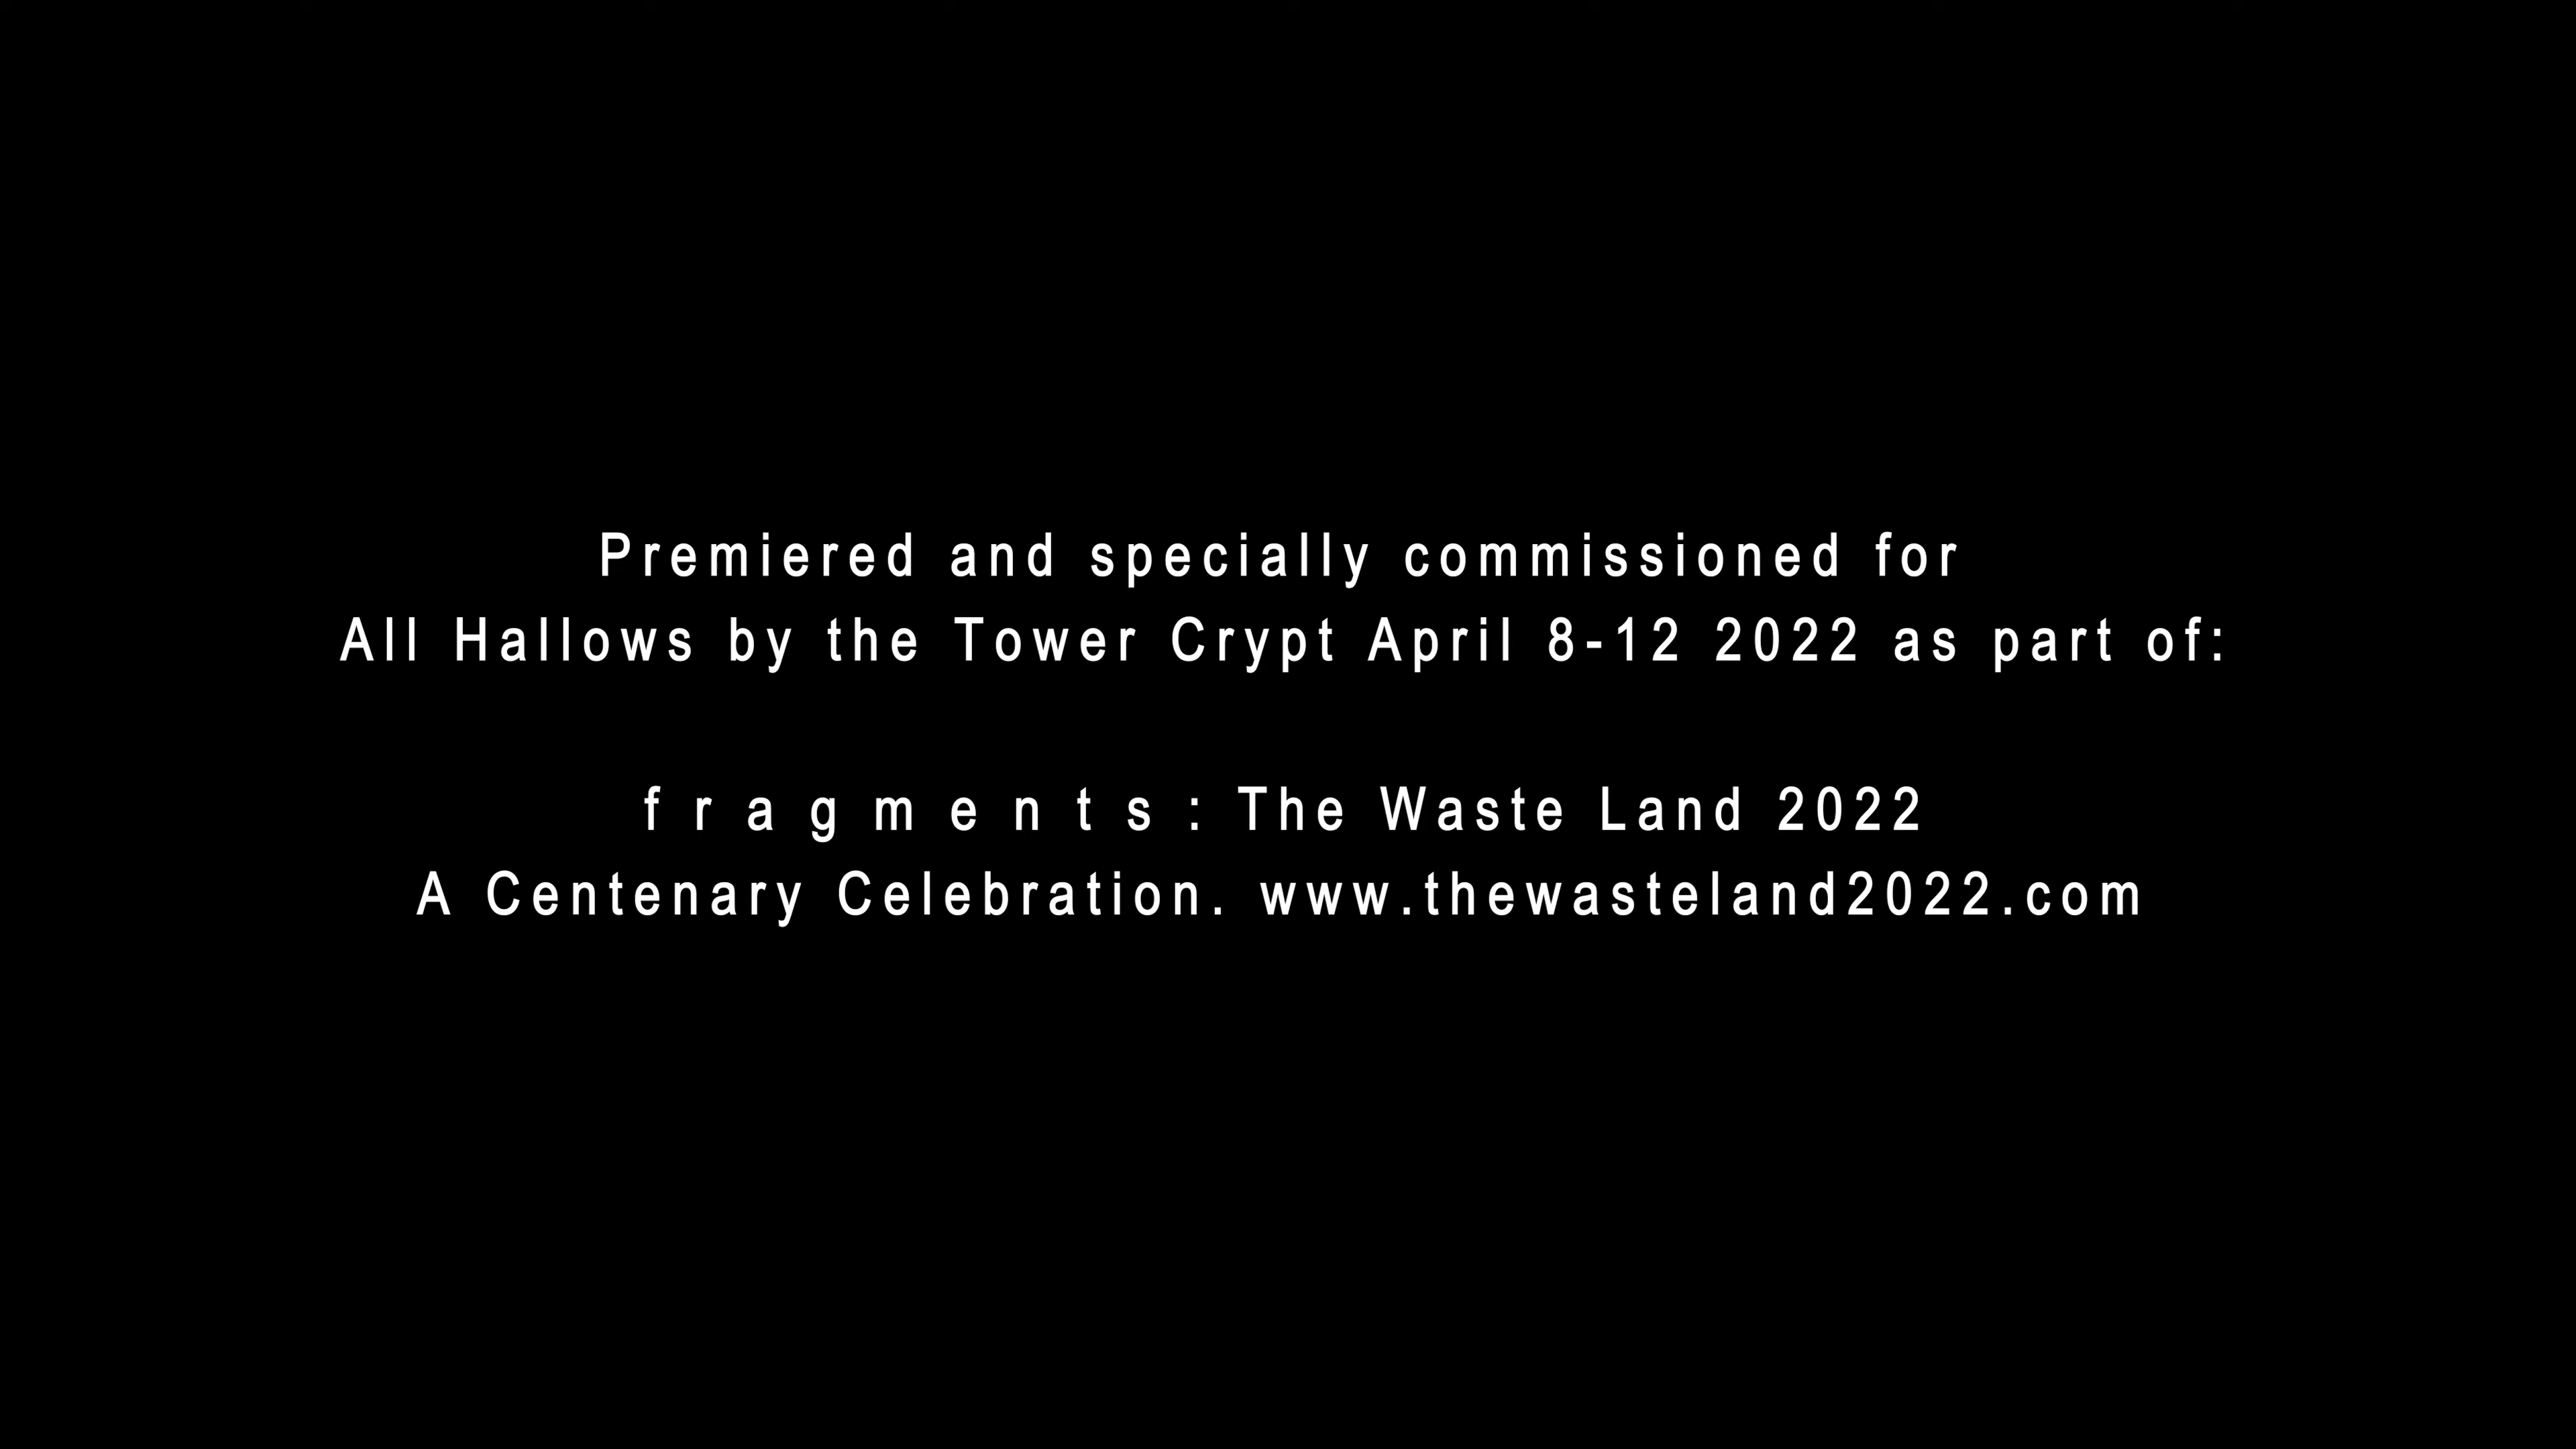 Premiered and specially commissioned for
All Hallows by the Tower Crypt April 8-12 2022 as part of:
f r a g m e n t s : The Waste Land 2022
A Centenary Celebration. www.thewasteland2022.com